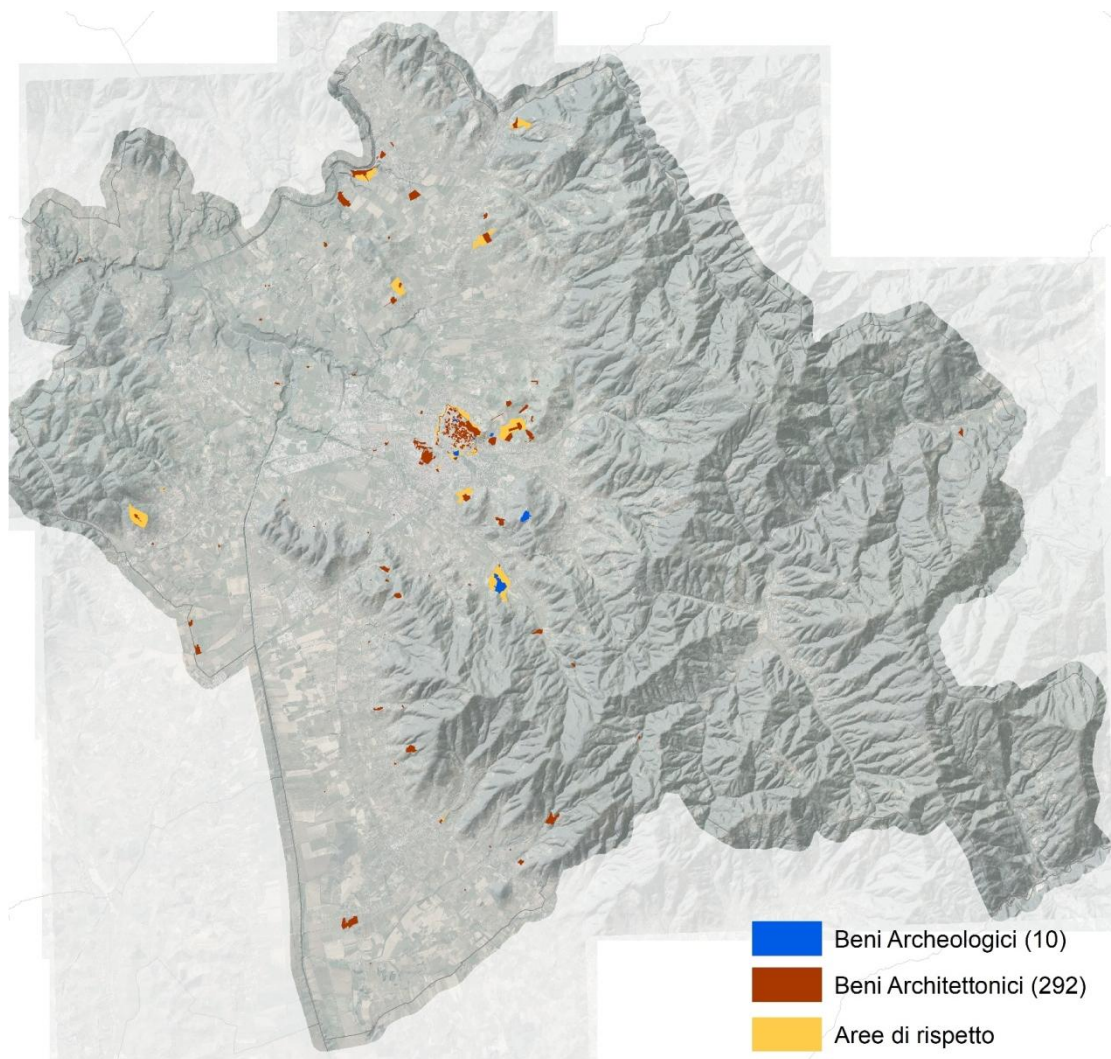 Beni Archeologici (10)
Beni Architettonici (292)
Aree di rispetto